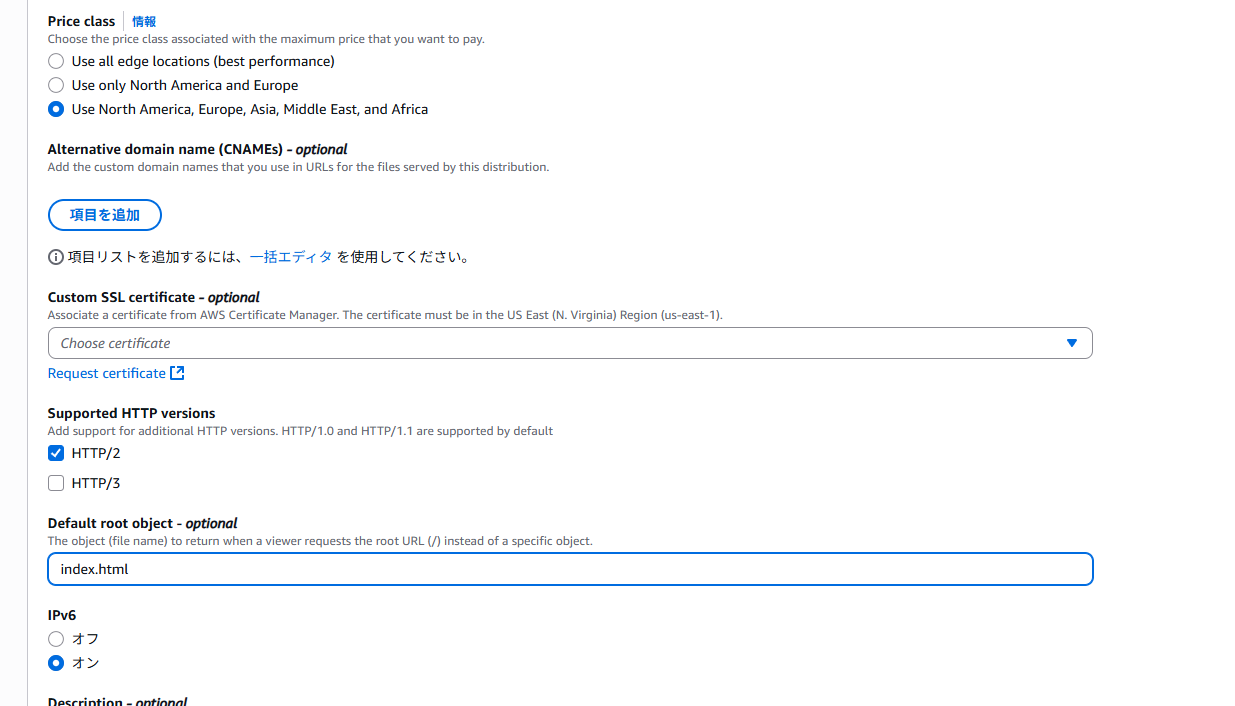 Price class 情報
Choose the price class associated with the maximum price that you want to pay.
Use all edge locations (best performance)
Use only North America and Europe
Use North America, Europe, Asia, Middle East, and Africa
Alternative domain name (CNAMEs) - optional
Add the custom domain names that you use in URLs for the files served by this distribution.
項目を追加
項目リストを追加するには、一括エディタ を使用してください。
Custom SSL certificate - optional
Associate a certificate from AWS Certificate Manager. The certificate must be in the US East (N. Virginia) Region (us-east-1).
Choose certificate
Request certificate
Supported HTTP versions
Add support for additional HTTP versions. HTTP/1.0 and HTTP/1.1 are supported by default
HTTP/2
HTTP/3
Default root object - optional
The object (file name) to return when a viewer requests the root URL (/) instead of a specific object.
index.html
IPv6
オフ
オン
Description - optional